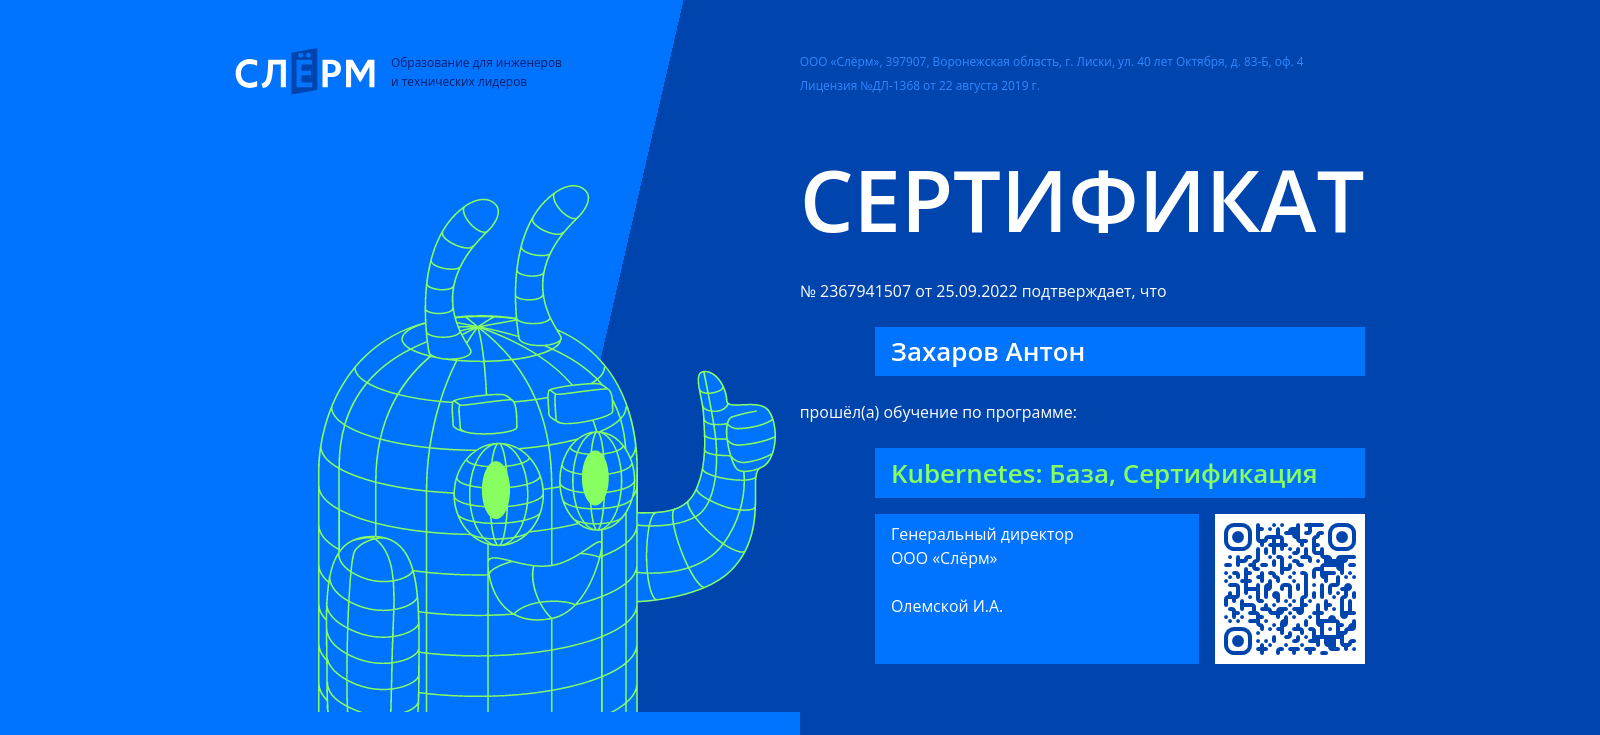 СЛЁРМ
Образование для инженеров
и технических лидеров
ООО «Слёрм», 397907, Воронежская область, г. Лиски, ул. 40 лет Октября, д. 83-Б, оф. 4
Лицензия №ДЛ-1368 от 22 августа 2019 г.
СЕРТИФИКАТ
№ 2367941507 от 25.09.2022 подтверждает, что
Захаров Антон
прошёл(а) обучение по программе:
Kubernetes: База, Сертификация
Генеральный директор
ООО «Слёрм»
Олемской И.А.